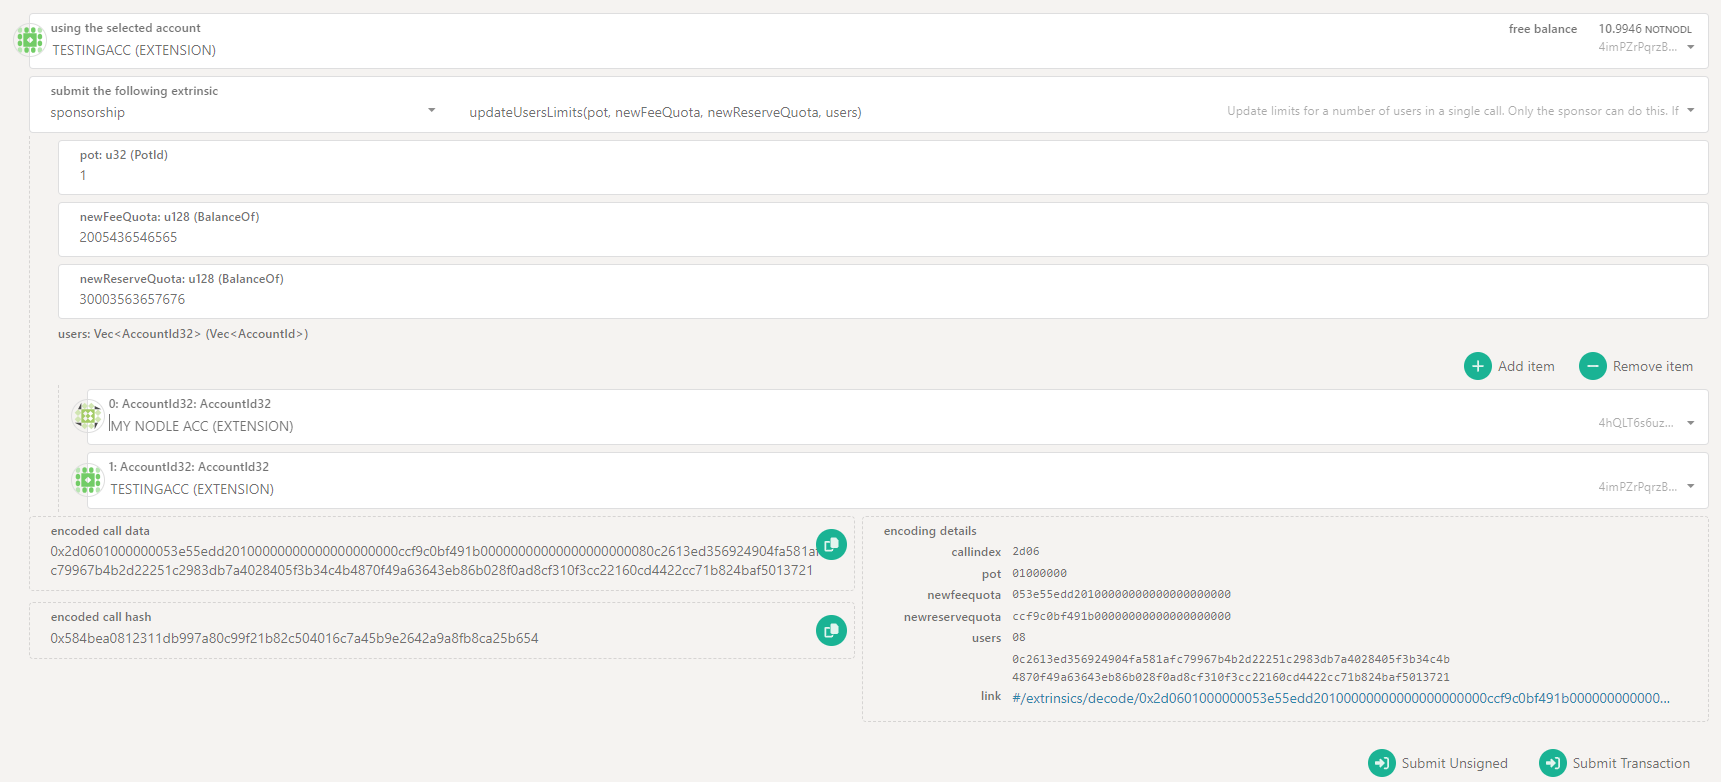 using the selected account
free balance
10.9946 NOTNODL
TESTINGACC (EXTENSION)
4imPZrPqrzB...
submit the following extrinsic
sponsorship
updateUsersLimits(pot, newFeeQuota, newReserveQuota, users)
Update limits for a number of users in a single call. Only the sponsor can do this. If
pot: u32 (PotId)
1
newFeeQuota: u128 (BalanceOf)
2005436546565
newReserveQuota: u128 (BalanceOf)
30003563657676
users: Vec<AccountId32> (Vec<AccountId>)
Add item
Remove item
0: AccountId32: AccountId32
MY NODLE ACC (EXTENSION)
4hQLT6s6uz...
1: AccountId32: AccountId32
TESTINGACC (EXTENSION)
4imPZrPqrzB...
encoded call data
0x2d0601000000053e55edd20100000000000000000000ccf9c0bf491b00000000000000000000080c2613ed356924904fa581af
c79967b4b2d22251c2983db7a4028405f3b34c4b4870f49a63643eb86b028f0ad8cf310f3cc22160cd4422cc71b824baf5013721
encoded call hash
0x584bea0812311db997a80c99f21b82c504016c7a45b9e2642a9a8fb8ca25b654
encoding details
callindex 2d06
pot 01000000
newfeequota 053e55edd20100000000000000000000
newreservequota ccf9c0bf491b00000000000000000000
users 08
0c2613ed356924904fa581afc79967b4b2d22251c2983db7a4028405f3b34c4b
4870f49a63643eb86b028f0ad8cf310f3cc22160cd4422cc71b824baf5013721
link #/extrinsics/decode/0x2d0601000000053e55edd20100000000000000000000ccf9c0bf491b000000000000...
Submit Unsigned
Submit Transaction